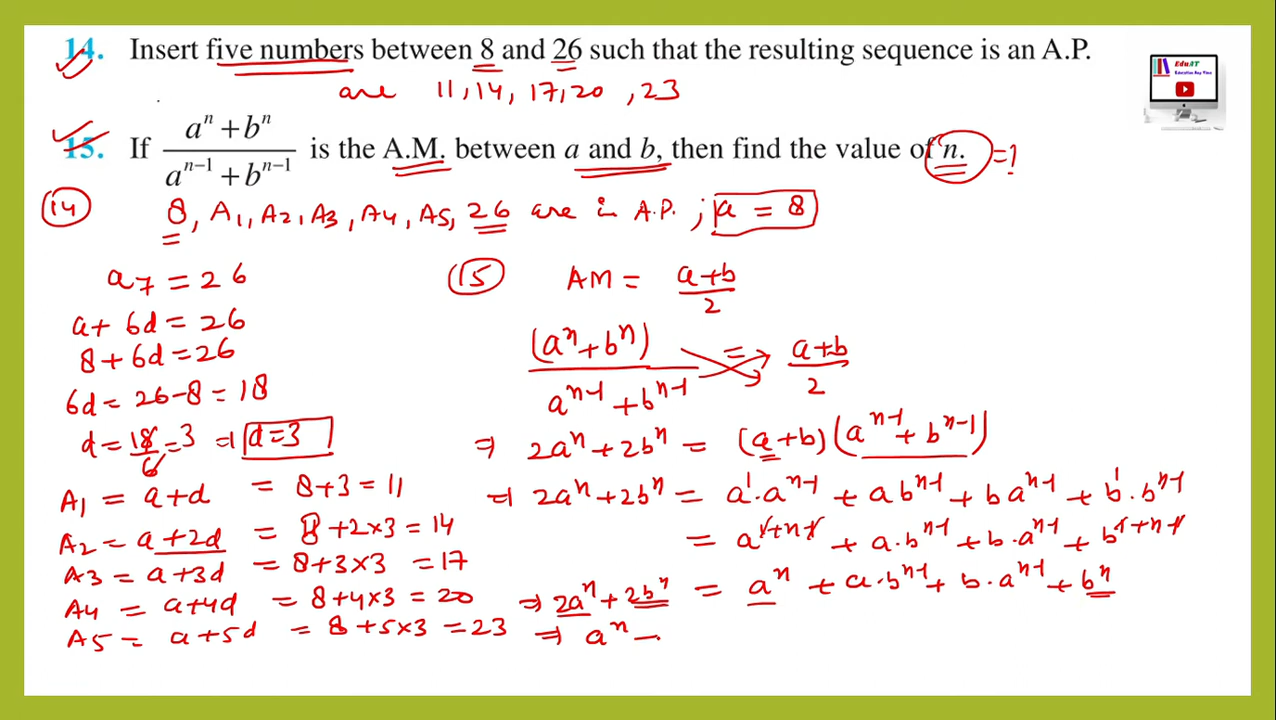 14. Insert five numbers between 8 and 26 such that the resulting sequence is an A.P.
are 11, 14, 17, 20, 23
EduAT
Education Any Time
15. If (aⁿ + bⁿ)/(aⁿ⁻¹ + bⁿ⁻¹) is the A.M. between a and b, then find the value of n. = ?
(14) 8, A1, A2, A3, A4, A5, 26 are in A.P. ; a = 8
a7 = 26
a + 6d = 26
8 + 6d = 26
6d = 26 - 8 = 18
d = 18/6 = 3 ⇒ d = 3
A1 = a + d = 8 + 3 = 11
A2 = a + 2d = 8 + 2×3 = 14
A3 = a + 3d = 8 + 3×3 = 17
A4 = a + 4d = 8 + 4×3 = 20
A5 = a + 5d = 8 + 5×3 = 23
(15) AM = (a+b)/2
(aⁿ + bⁿ)/(aⁿ⁻¹ + bⁿ⁻¹) = (a+b)/2
⇒ 2aⁿ + 2bⁿ = (a+b)(aⁿ⁻¹ + bⁿ⁻¹)
⇒ 2aⁿ + 2bⁿ = a¹·aⁿ⁻¹ + abⁿ⁻¹ + baⁿ⁻¹ + b¹·bⁿ⁻¹
= a¹⁺ⁿ⁻¹ + a·bⁿ⁻¹ + b·aⁿ⁻¹ + b¹⁺ⁿ⁻¹
⇒ 2aⁿ + 2bⁿ = aⁿ + a·bⁿ⁻¹ + b·aⁿ⁻¹ + bⁿ
⇒ aⁿ –